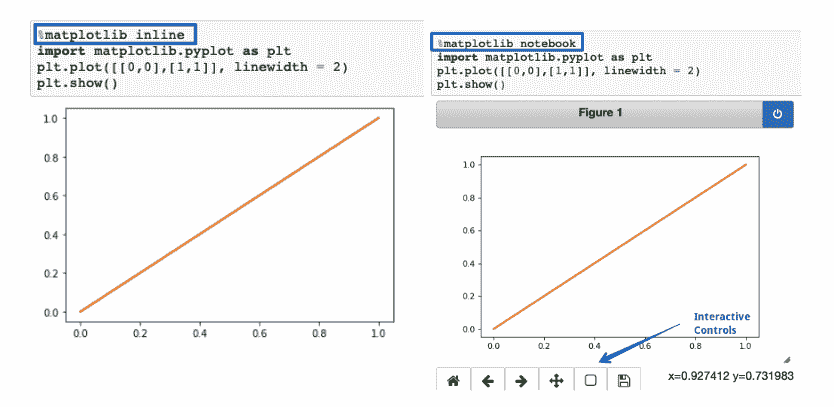 %matplotlib inline
import matplotlib.pyplot as plt
plt.plot([[0,0],[1,1]], linewidth = 2)
plt.show()
1.0
0.8
0.6
0.4
0.2
0.0
0.0 0.2 0.4 0.6 0.8 1.0
%matplotlib notebook
import matplotlib.pyplot as plt
plt.plot([[0,0],[1,1]], linewidth = 2)
plt.show()
Figure 1
1.0
0.8
0.6
0.4
0.2
0.0
0.0 0.2 0.4 0.6 0.8 1.0
Interactive
Controls
x=0.927412 y=0.731983